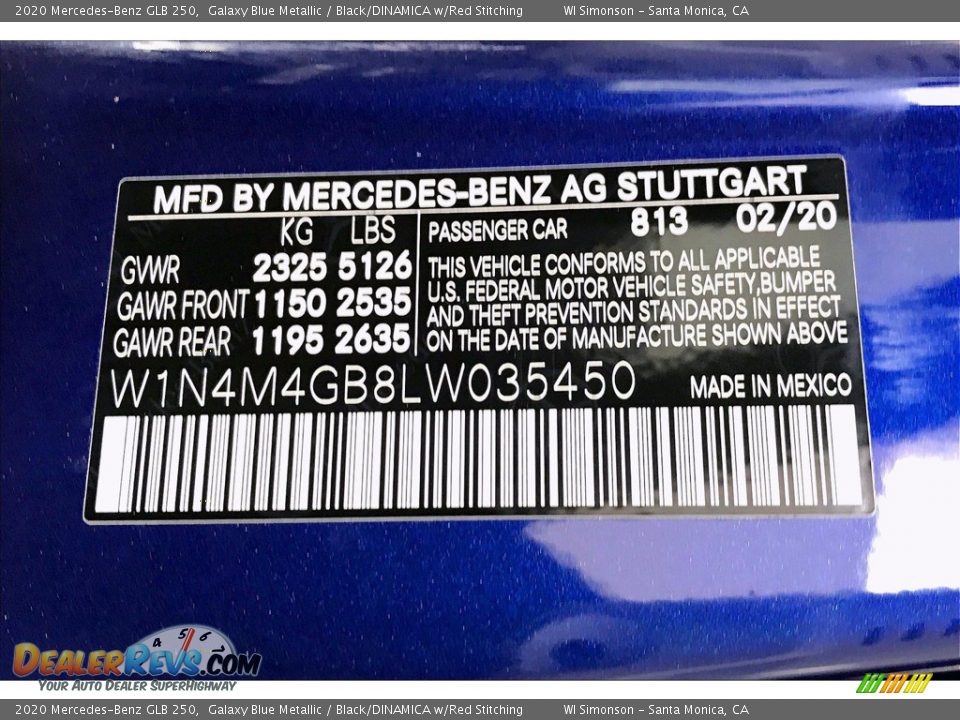 2020 Mercedes-Benz GLB 250, Galaxy Blue Metallic / Black/DINAMICA w/Red Stitching WI Simonson - Santa Monica, CA
MFD BY MERCEDES-BENZ AG STUTTGART
KG LBS
GVWR 2325 5126
GAWR FRONT 1150 2535
GAWR REAR 1195 2635
PASSENGER CAR 813 02/20
THIS VEHICLE CONFORMS TO ALL APPLICABLE
U.S. FEDERAL MOTOR VEHICLE SAFETY, BUMPER
AND THEFT PREVENTION STANDARDS IN EFFECT
ON THE DATE OF MANUFACTURE SHOWN ABOVE
W1N4M4GB8LW035450 MADE IN MEXICO
4 5 6
DEALERREVS.COM
YOUR AUTO DEALER SUPERHIGHWAY
2020 Mercedes-Benz GLB 250, Galaxy Blue Metallic / Black/DINAMICA w/Red Stitching WI Simonson - Santa Monica, CA